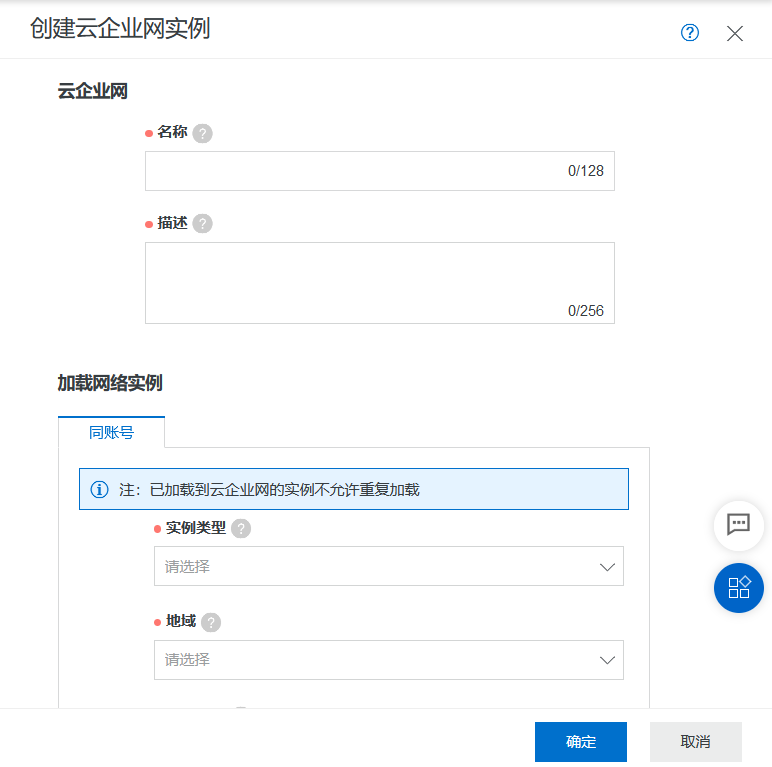 创建云企业网实例
?
云企业网
名称 ?
0/128
描述 ?
0/256
加载网络实例
同账号
注：已加载到云企业网的实例不允许重复加载
实例类型 ?
请选择
地域 ?
请选择
确定
取消